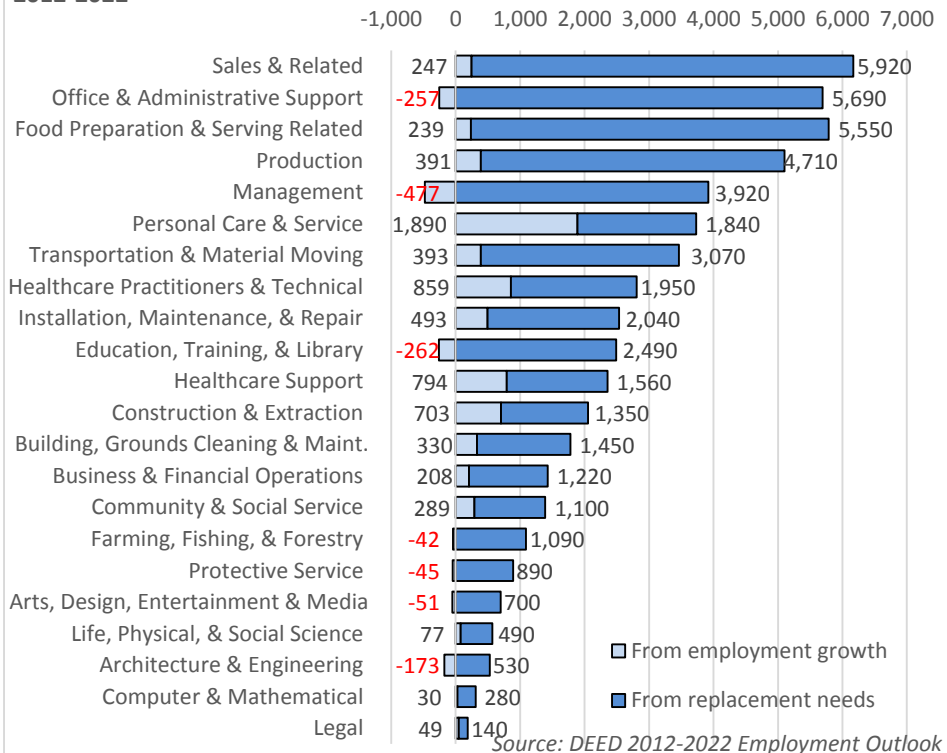 2012-2022
-1,000 0 1,000 2,000 3,000 4,000 5,000 6,000 7,000
Sales & Related 247 5,920
Office & Administrative Support -257 5,690
Food Preparation & Serving Related 239 5,550
Production 391 4,710
Management -477 3,920
Personal Care & Service 1,890 1,840
Transportation & Material Moving 393 3,070
Healthcare Practitioners & Technical 859 1,950
Installation, Maintenance, & Repair 493 2,040
Education, Training, & Library -262 2,490
Healthcare Support 794 1,560
Construction & Extraction 703 1,350
Building, Grounds Cleaning & Maint. 330 1,450
Business & Financial Operations 208 1,220
Community & Social Service 289 1,100
Farming, Fishing, & Forestry -42 1,090
Protective Service -45 890
Arts, Design, Entertainment & Media -51 700
Life, Physical, & Social Science 77 490
From employment growth
Architecture & Engineering -173 530
Computer & Mathematical 30 280
From replacement needs
Legal 49 140
Source: DEED 2012-2022 Employment Outlook